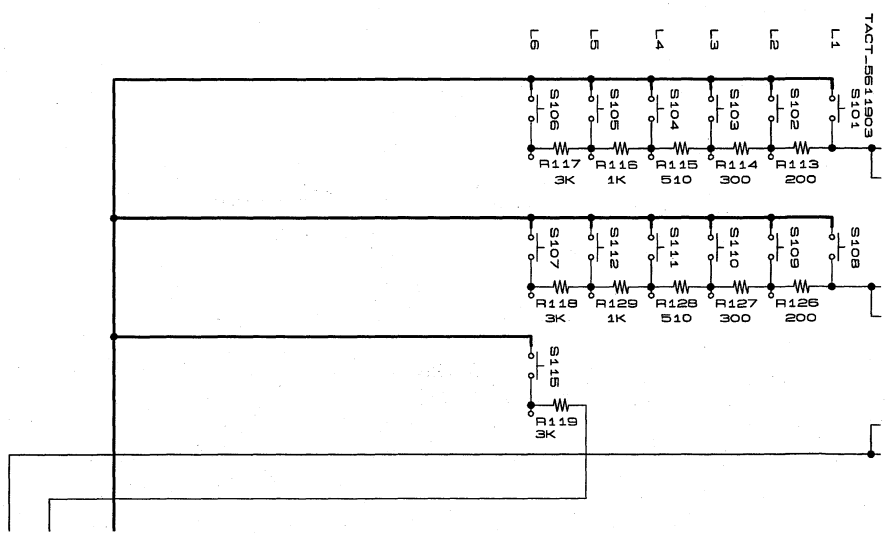 L6 L5 L4 L3 L2 L1 TACT-5611903
S106 S105 S104 S103 S102 S101
R117 R116 R115 R114 R113
3K 1K 510 300 200
S107 S112 S111 S110 S109 S108
R118 R129 R128 R127 R126
3K 1K 510 300 200
S115
R119
3K